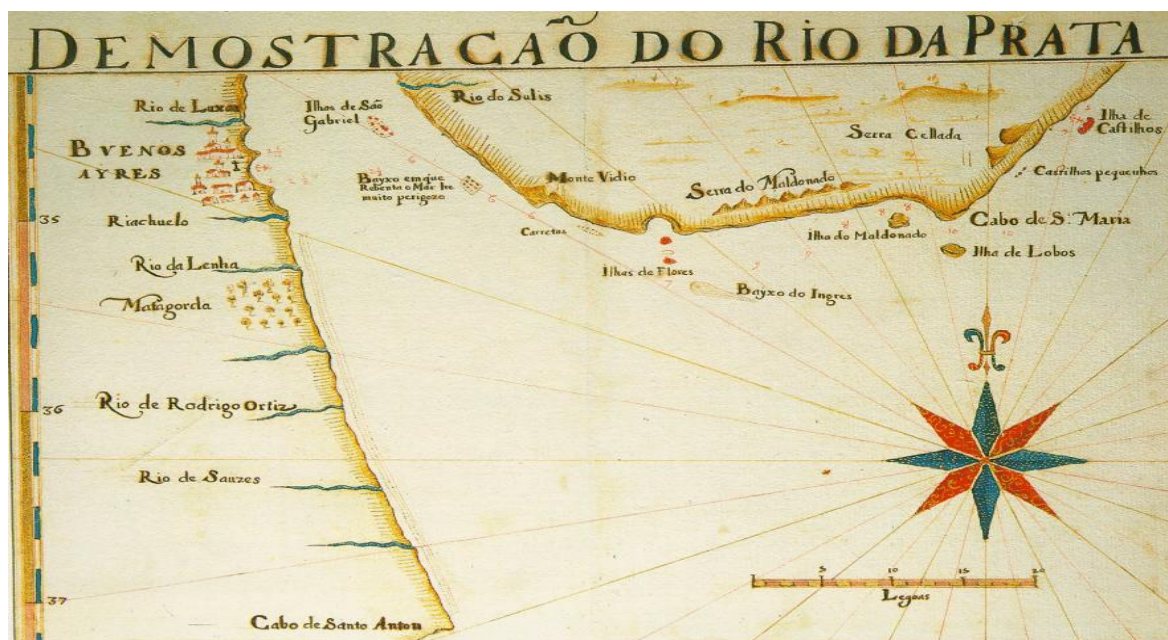 DEMOSTRACAÕ DO RIO DA PRATA
Rio de Luxan
Ilhas de São
Gabriel
Rio do Sulis
Serra Cellada
Ilha de
Castilhos
BVENOS
AYRES
Bayxo em que
Rebenta o Mar he
muito perigozo
Monte Vidio
Serra do Maldonado
Castilhos pequenhos
35
Riachuelo
Carretas
Ilha do Maldonado
Cabo de S. Maria
Rio da Lenha
Ilhas de Flores
Ilha de Lobos
Matagorda
Bayxo do Ingres
36
Rio de Rodrigo Ortiz
Rio de Sauzes
5 10 15 20
Legoas
37
Cabo de Santo Anton